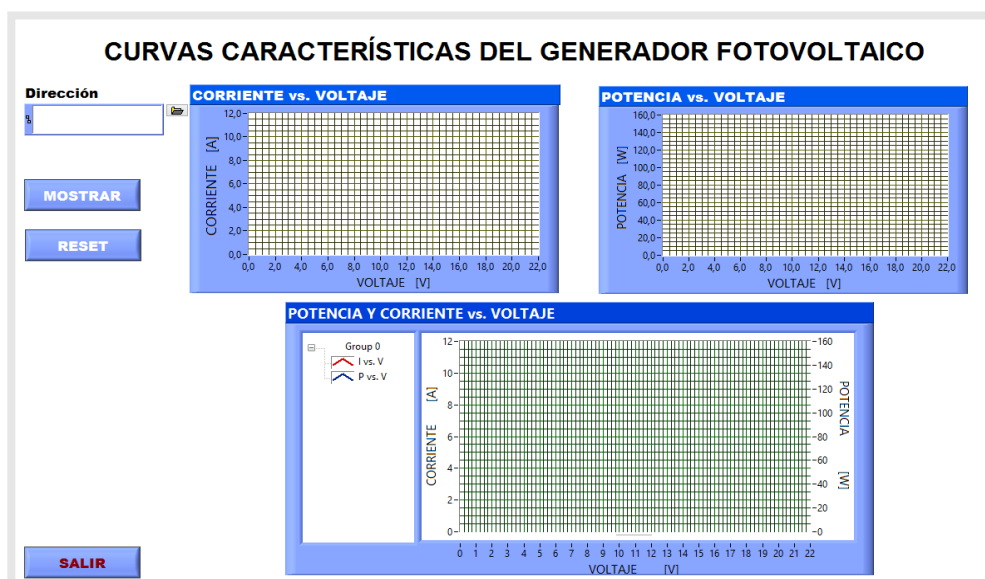 CURVAS CARACTERÍSTICAS DEL GENERADOR FOTOVOLTAICO
Dirección
MOSTRAR
RESET
SALIR
CORRIENTE vs. VOLTAJE
CORRIENTE [A]
12,0
10,0
8,0
6,0
4,0
2,0
0,0
0,0 2,0 4,0 6,0 8,0 10,0 12,0 14,0 16,0 18,0 20,0 22,0
VOLTAJE [V]
POTENCIA vs. VOLTAJE
POTENCIA [W]
160,0
140,0
120,0
100,0
80,0
60,0
40,0
20,0
0,0
0,0 2,0 4,0 6,0 8,0 10,0 12,0 14,0 16,0 18,0 20,0 22,0
VOLTAJE [V]
POTENCIA Y CORRIENTE vs. VOLTAJE
Group 0
I vs. V
P vs. V
CORRIENTE [A]
12
10
8
6
4
2
0
160
140
120
100
80
60
40
20
0
POTENCIA [W]
0 1 2 3 4 5 6 7 8 9 10 11 12 13 14 15 16 17 18 19 20 21 22
VOLTAJE [V]